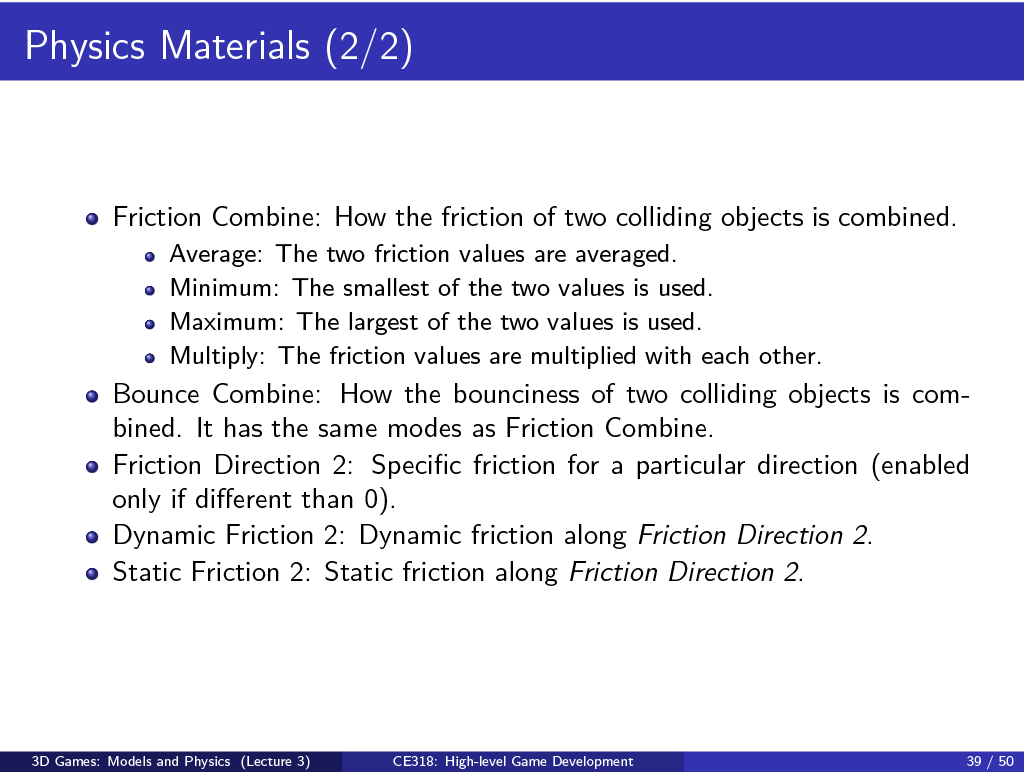 Physics Materials (2/2)
Friction Combine: How the friction of two colliding objects is combined.
Average: The two friction values are averaged.
Minimum: The smallest of the two values is used.
Maximum: The largest of the two values is used.
Multiply: The friction values are multiplied with each other.
Bounce Combine: How the bounciness of two colliding objects is com-
bined. It has the same modes as Friction Combine.
Friction Direction 2: Specific friction for a particular direction (enabled
only if different than 0).
Dynamic Friction 2: Dynamic friction along Friction Direction 2.
Static Friction 2: Static friction along Friction Direction 2.
3D Games: Models and Physics (Lecture 3) CE318: High-level Game Development 39 / 50